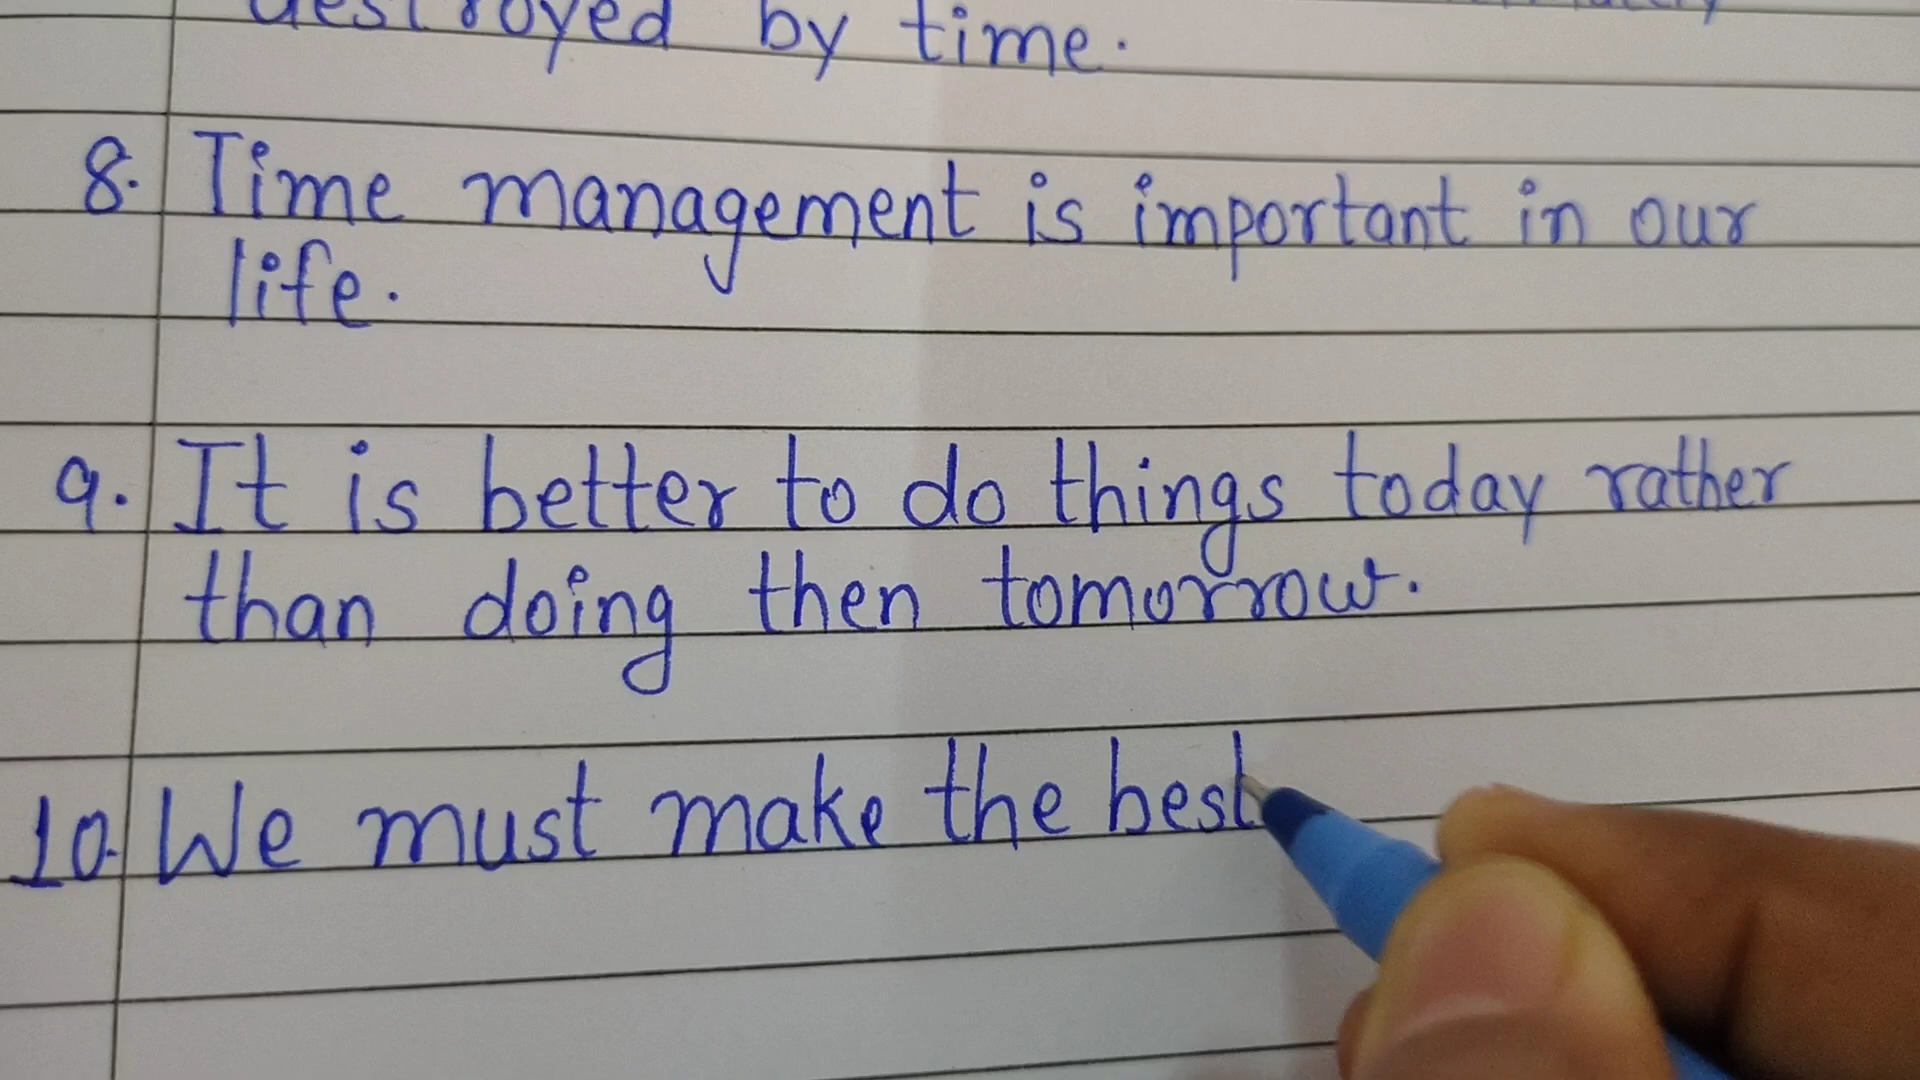 destroyed by time.
8. Time management is important in our
life.
9. It is better to do things today rather
than doing then tomorrow.
10. We must make the best